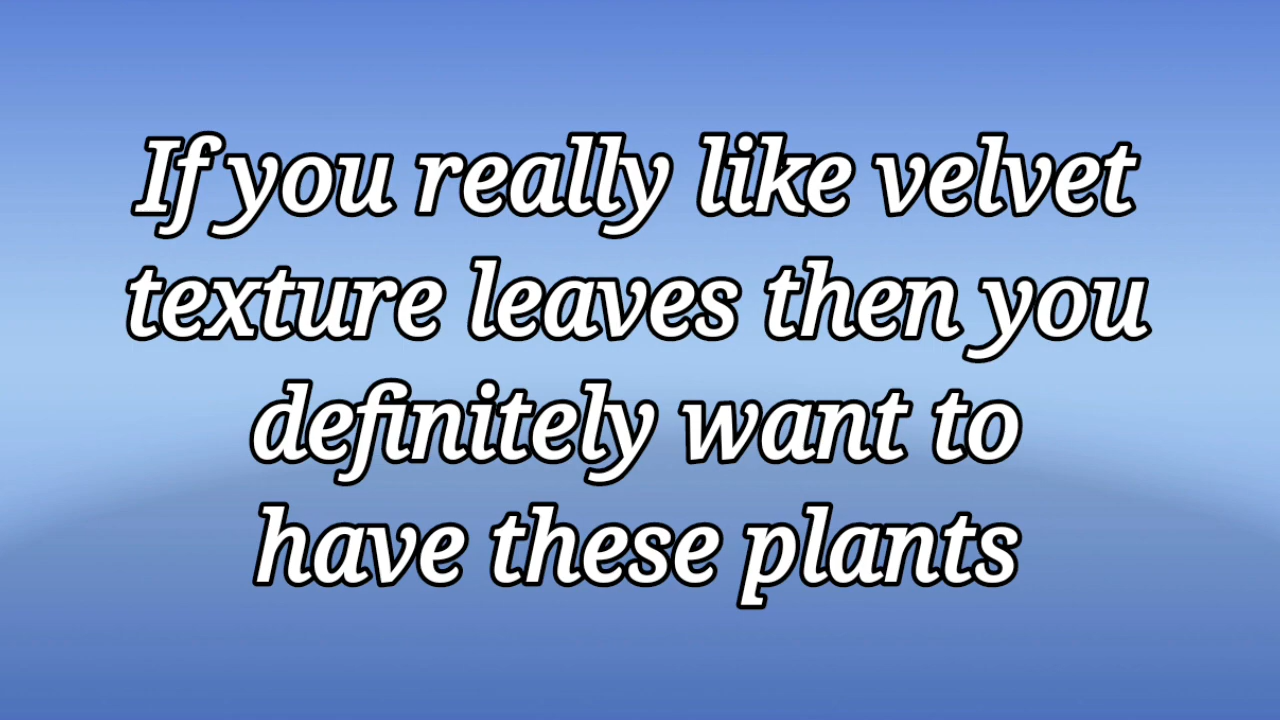 If you really like velvet
texture leaves then you
definitely want to
have these plants